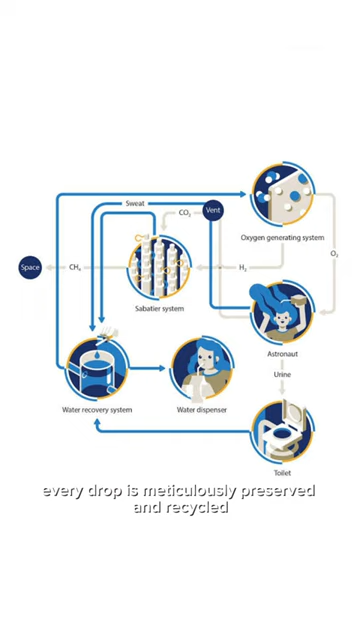 Sweat
CO₂
Vent
Oxygen generating system
O₂
Space
CH₄
H₂
Sabatier system
Astronaut
Urine
Water recovery system
Water dispenser
Toilet
every drop is meticulously preserved
and recycled